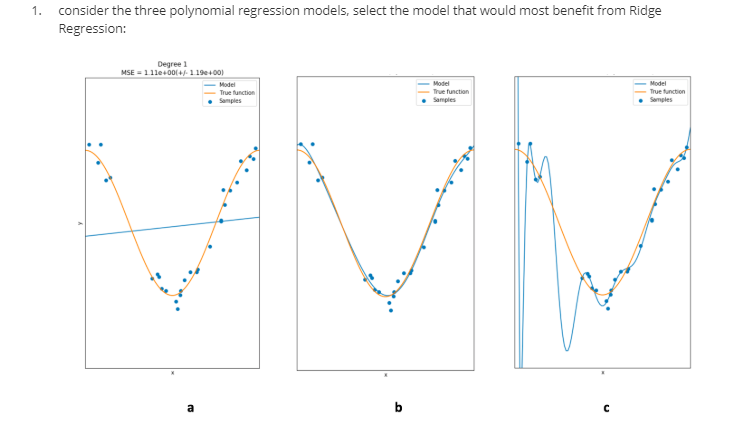 1. consider the three polynomial regression models, select the model that would most benefit from Ridge
Regression:
Degree 1
MSE = 1.11e+00(+/- 1.19e+00)
Model
True function
Samples
Model
True function
Samples
Model
True function
Samples
y
x
x
x
a
b
c